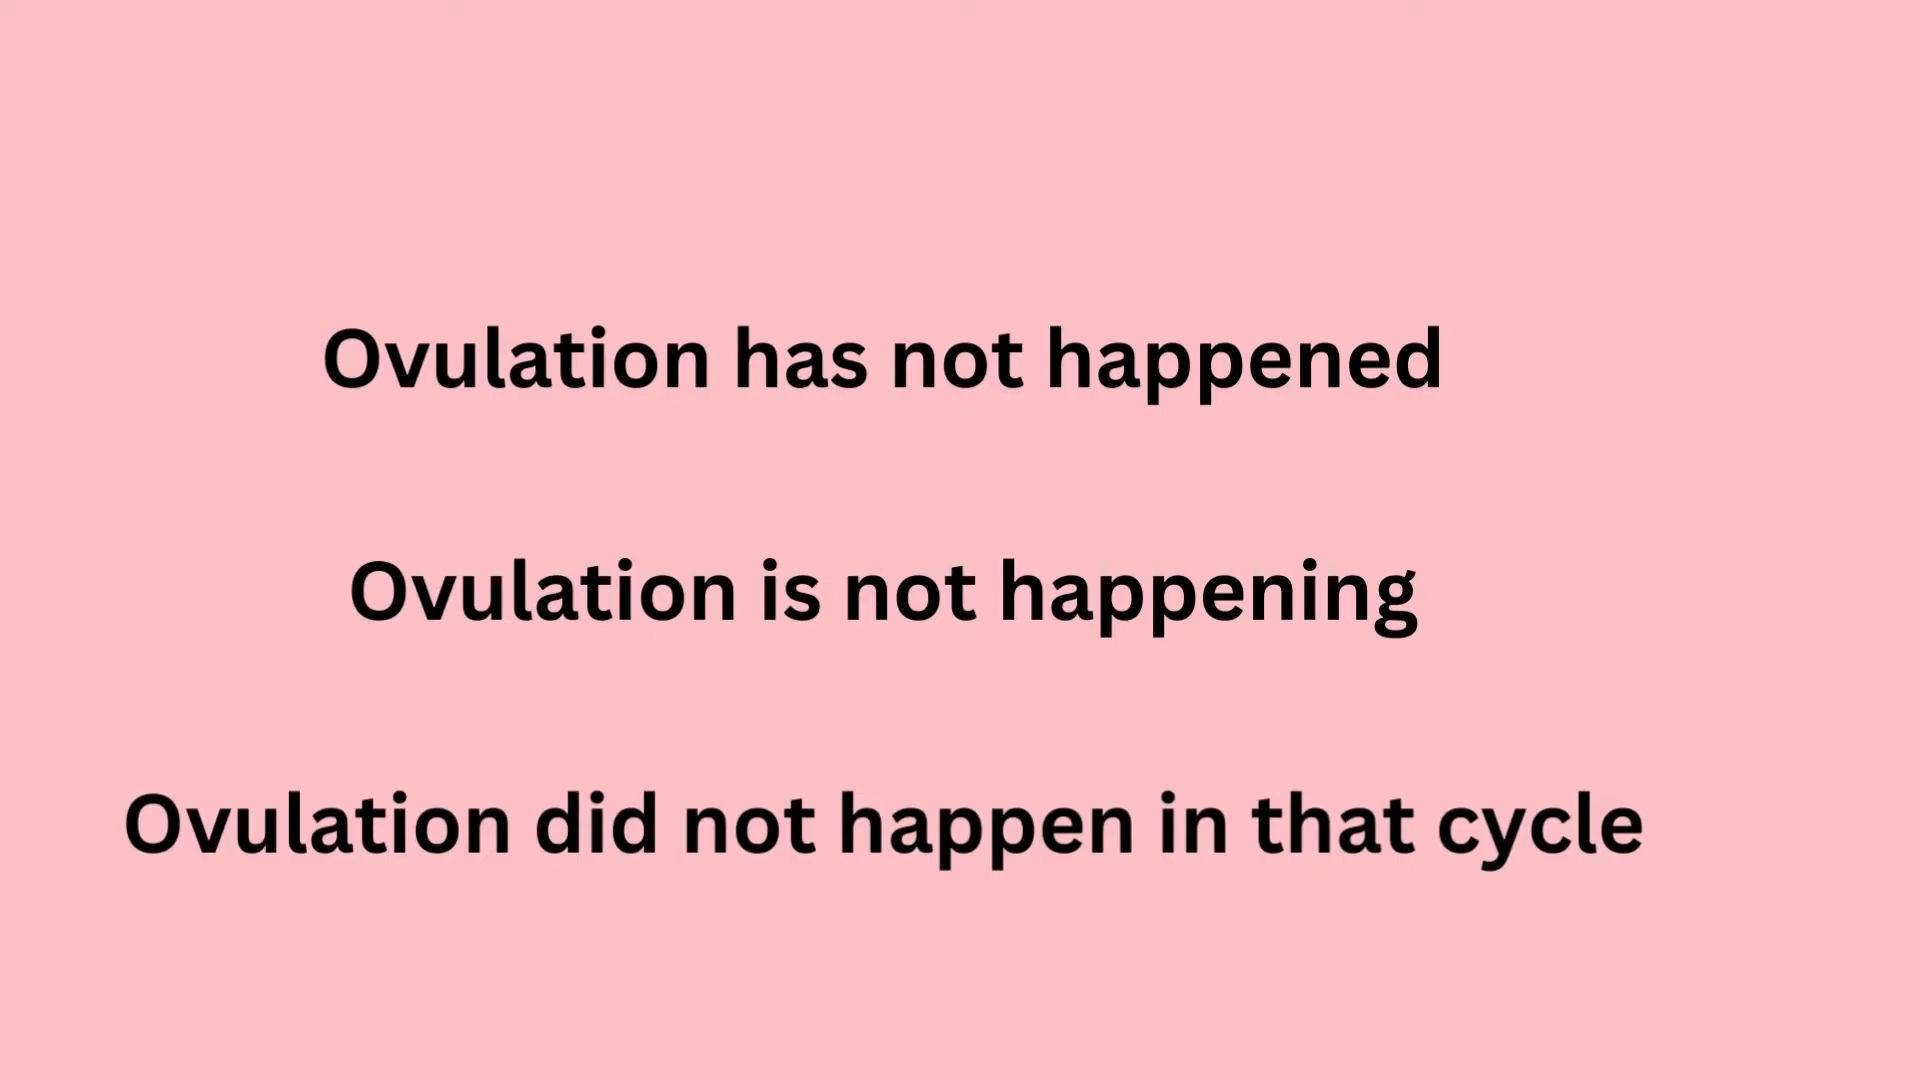 Ovulation has not happened
Ovulation is not happening
Ovulation did not happen in that cycle